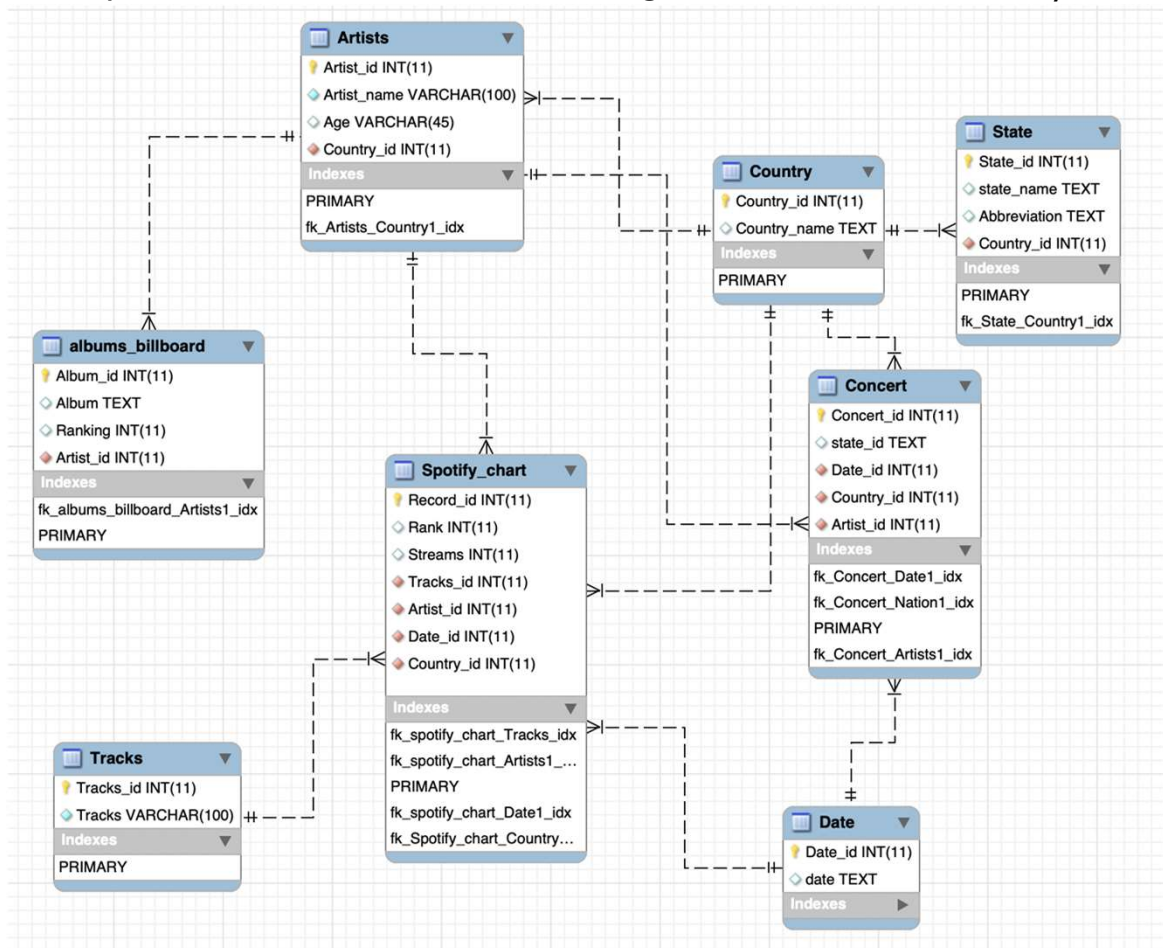 Artists
Artist_id INT(11)
Artist_name VARCHAR(100)
Age VARCHAR(45)
Country_id INT(11)
Indexes
PRIMARY
fk_Artists_Country1_idx
State
State_id INT(11)
state_name TEXT
Abbreviation TEXT
Country_id INT(11)
Indexes
PRIMARY
fk_State_Country1_idx
Country
Country_id INT(11)
Country_name TEXT
Indexes
PRIMARY
albums_billboard
Album_id INT(11)
Album TEXT
Ranking INT(11)
Artist_id INT(11)
Indexes
fk_albums_billboard_Artists1_idx
PRIMARY
Concert
Concert_id INT(11)
state_id TEXT
Date_id INT(11)
Country_id INT(11)
Artist_id INT(11)
Indexes
fk_Concert_Date1_idx
fk_Concert_Nation1_idx
PRIMARY
fk_Concert_Artists1_idx
Spotify_chart
Record_id INT(11)
Rank INT(11)
Streams INT(11)
Tracks_id INT(11)
Artist_id INT(11)
Date_id INT(11)
Country_id INT(11)
Indexes
fk_spotify_chart_Tracks_idx
fk_spotify_chart_Artists1_...
PRIMARY
fk_spotify_chart_Date1_idx
fk_Spotify_chart_Country...
Tracks
Tracks_id INT(11)
Tracks VARCHAR(100)
Indexes
PRIMARY
Date
Date_id INT(11)
date TEXT
Indexes